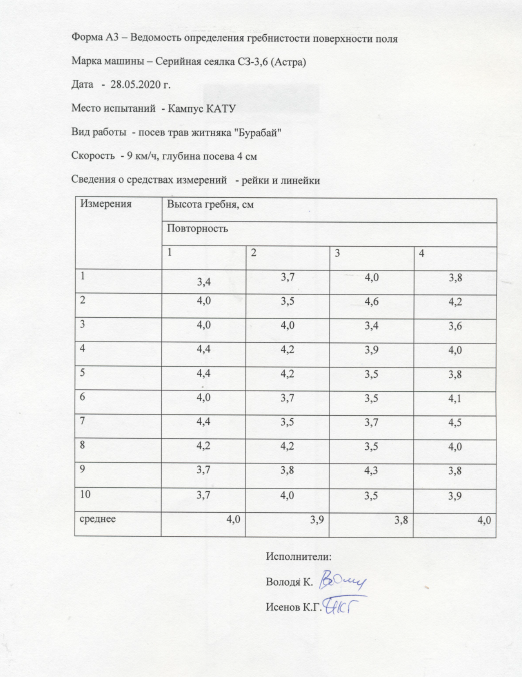 Форма А3 – Ведомость определения гребнистости поверхности поля
Марка машины – Серийная сеялка СЗ-3,6 (Астра)
Дата - 28.05.2020 г.
Место испытаний - Кампус КАТУ
Вид работы - посев трав житняка "Бурабай"
Скорость - 9 км/ч, глубина посева 4 см
Сведения о средствах измерений - рейки и линейки
Измерения Высота гребня, см
Повторность
1 2 3 4
1 3,4 3,7 4,0 3,8
2 4,0 3,5 4,6 4,2
3 4,0 4,0 3,4 3,6
4 4,4 4,2 3,9 4,0
5 4,4 4,2 3,5 3,8
6 4,0 3,7 3,5 4,1
7 4,4 3,5 3,7 4,5
8 4,2 4,2 3,5 4,0
9 3,7 3,8 4,3 3,8
10 3,7 4,0 3,5 3,9
среднее 4,0 3,9 3,8 4,0
Исполнители:
Володя К.
Исенов К.Г.